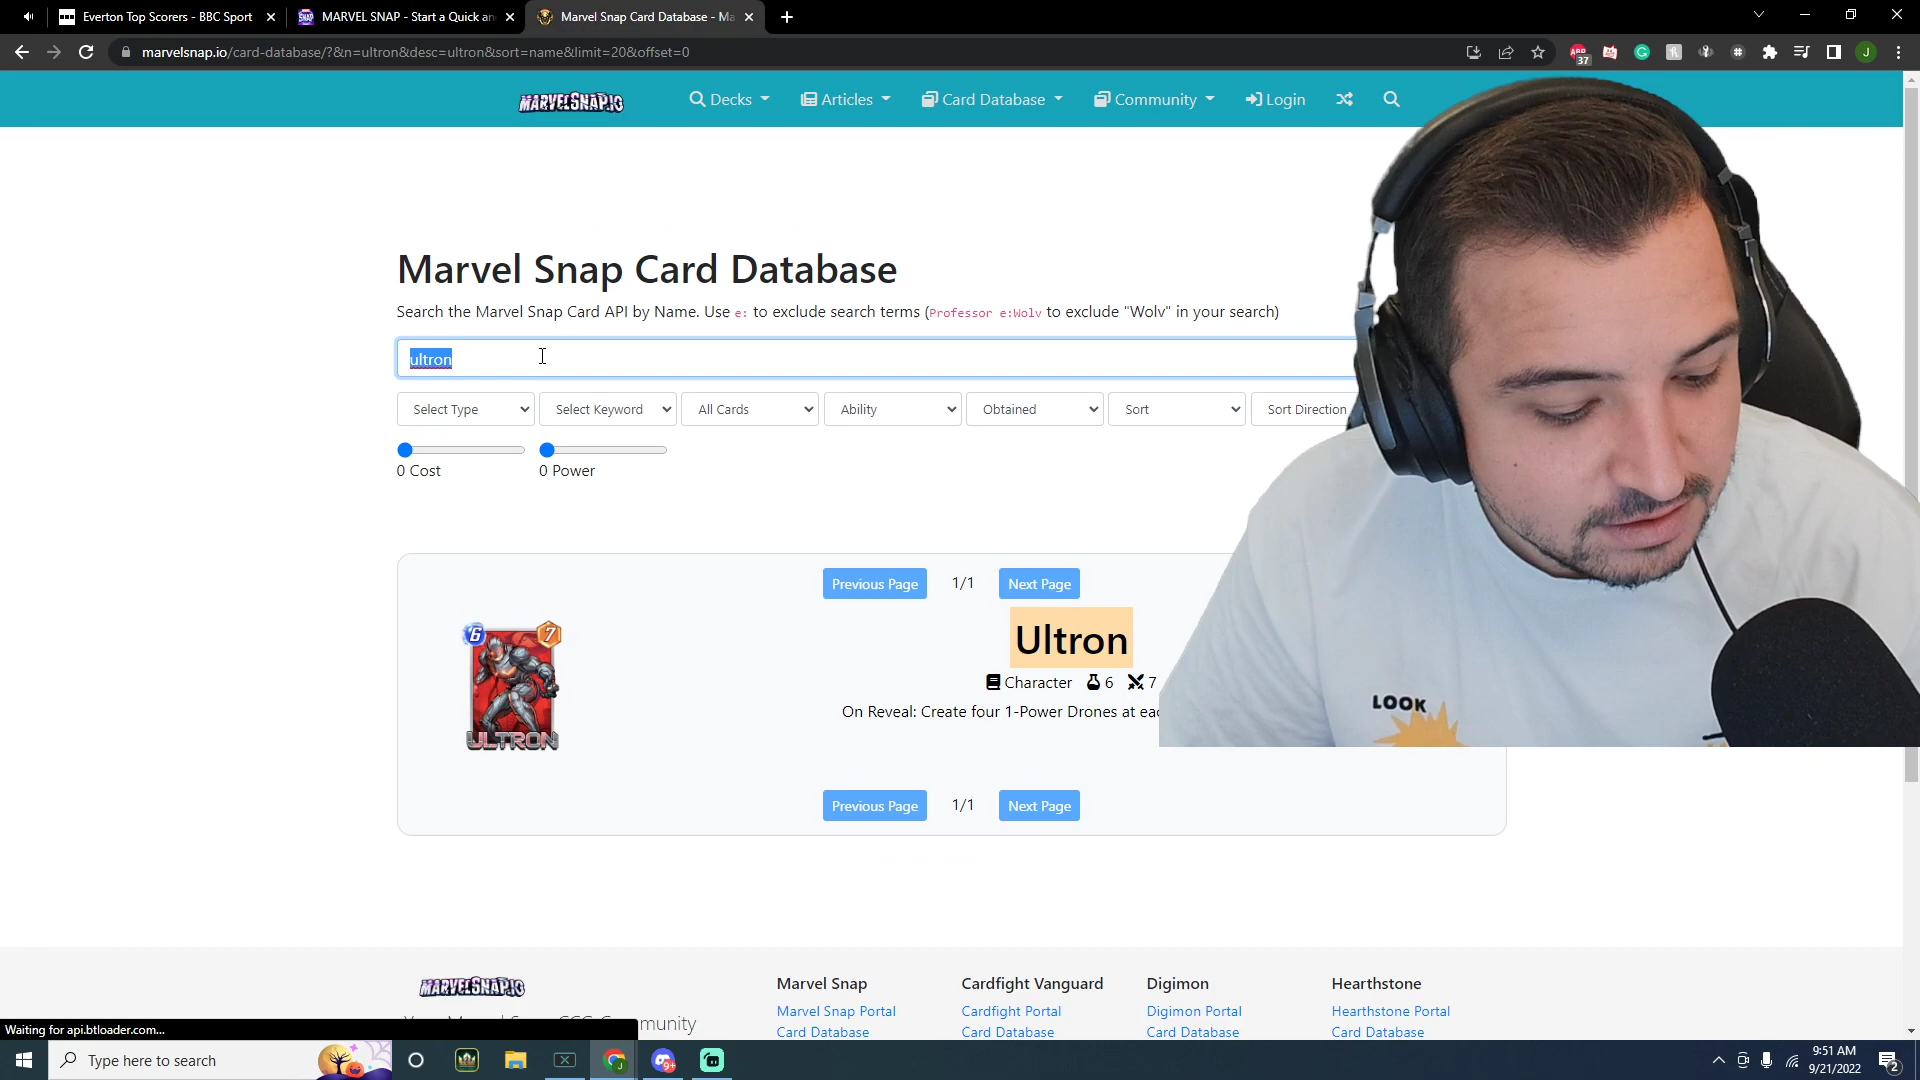 Everton Top Scorers - BBC Sport
MARVEL SNAP - Start a Quick an
Marvel Snap Card Database - Ma
marvelsnap.io/card-database/?&n=ultron&desc=ultron&sort=name&limit=20&offset=0
37
J
MARVELSNAP.IO
Decks
Articles
Card Database
Community
Login
Marvel Snap Card Database
Search the Marvel Snap Card API by Name. Use e: to exclude search terms (Professor e:Wolv to exclude "Wolv" in your search)
ultron
Select Type
Select Keyword
All Cards
Ability
Obtained
Sort
Sort Direction
0 Cost
0 Power
Previous Page
1/1
Next Page
6
7
ULTRON
Ultron
Character 6 7
On Reveal: Create four 1-Power Drones at eac
LOOK
Previous Page
1/1
Next Page
MARVELSNAP.IO
Marvel Snap
Cardfight Vanguard
Digimon
Hearthstone
Marvel Snap Portal
Cardfight Portal
Digimon Portal
Hearthstone Portal
Card Database
Card Database
Card Database
Card Database
munity
Waiting for api.btloader.com...
Type here to search
9+
9:51 AM
9/21/2022
2